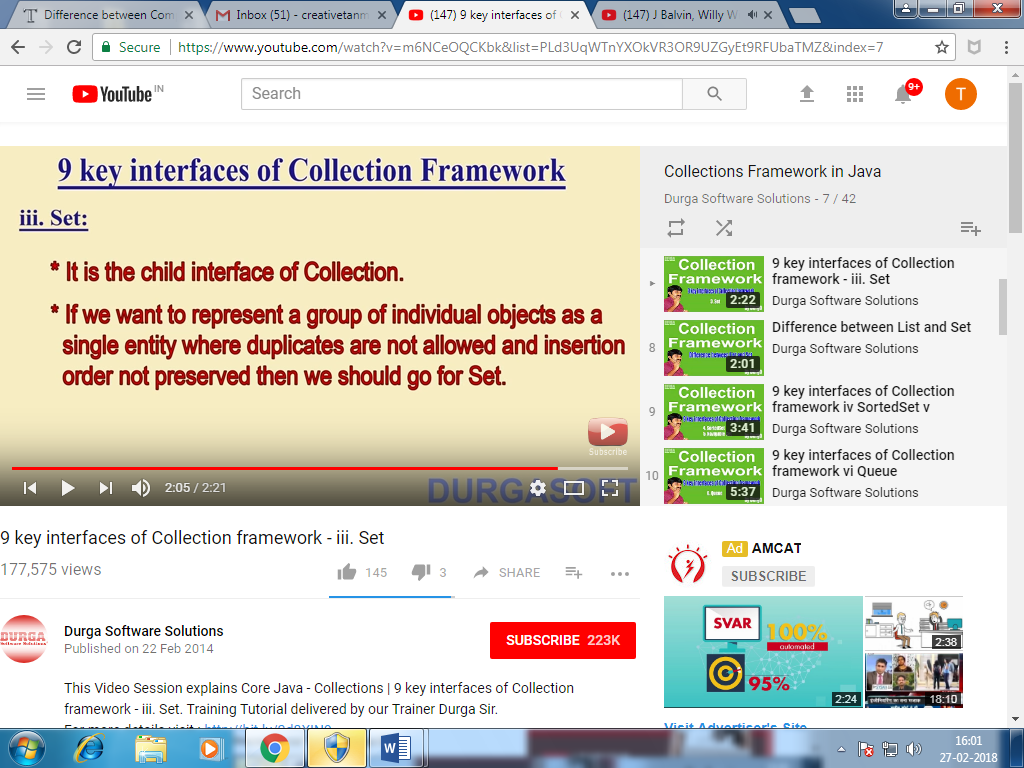 Difference between Com
Inbox (51) - creativetanm
(147) 9 key interfaces of
(147) J Balvin, Willy W
Secure
https://www.youtube.com/watch?v=m6NCeOQCKbk&list=PLd3UqWTnYXOkVR3OR9UZGyEt9RFUbaTMZ&index=7
YouTube IN
Search
9+
T
9 key interfaces of Collection Framework
iii. Set:
* It is the child interface of Collection.
* If we want to represent a group of individual objects as a
single entity where duplicates are not allowed and insertion
order not preserved then we should go for Set.
Subscribe
2:05 / 2:21
DURGASOFT
Collections Framework in Java
Durga Software Solutions - 7 / 42
Collection
Framework
2:22
9 key interfaces of Collection
framework - iii. Set
Durga Software Solutions
8
Collection
Framework
2:01
Difference between List and Set
Durga Software Solutions
9
Collection
Framework
3:41
9 key interfaces of Collection
framework iv SortedSet v
Durga Software Solutions
10
Collection
Framework
5:37
9 key interfaces of Collection
framework vi Queue
Durga Software Solutions
9 key interfaces of Collection framework - iii. Set
177,575 views
145
3
SHARE
DURGA
Software Solutions
Durga Software Solutions
Published on 22 Feb 2014
SUBSCRIBE 223K
This Video Session explains Core Java - Collections | 9 key interfaces of Collection
framework - iii. Set. Training Tutorial delivered by our Trainer Durga Sir.
Ad AMCAT
SUBSCRIBE
SVAR
100%
automated
95%
2:24
2:38
18:10
Visit Advertiser's Site
16:01
27-02-2018